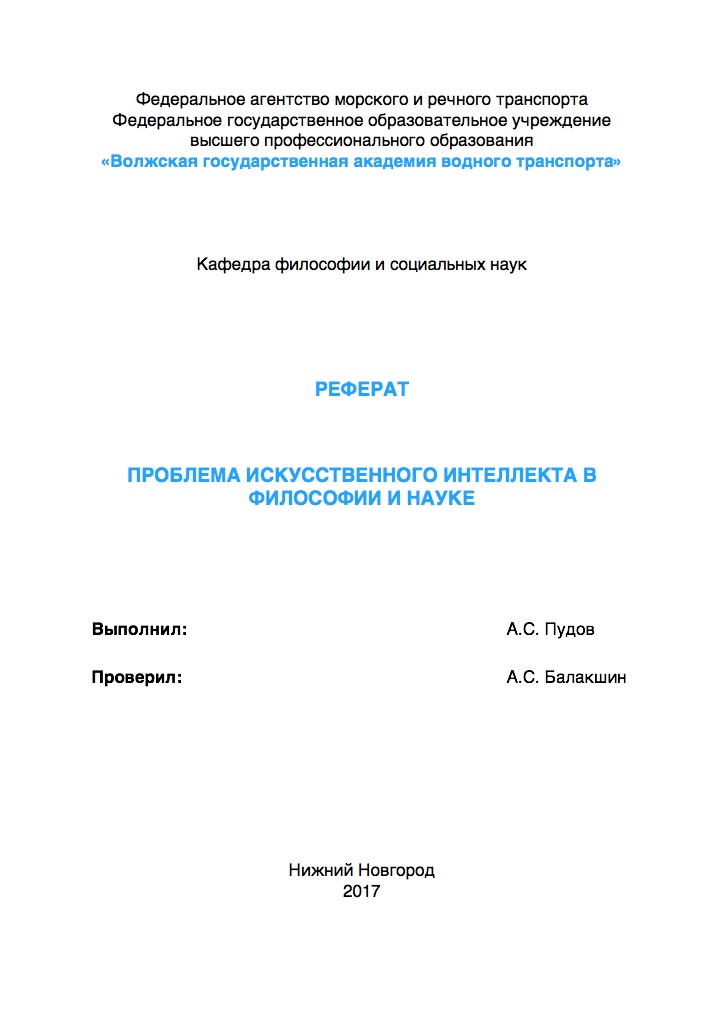 Федеральное агентство морского и речного транспорта
Федеральное государственное образовательное учреждение
высшего профессионального образования
«Волжская государственная академия водного транспорта»
Кафедра философии и социальных наук
РЕФЕРАТ
ПРОБЛЕМА ИСКУССТВЕННОГО ИНТЕЛЛЕКТА В
ФИЛОСОФИИ И НАУКЕ
Выполнил: А.С. Пудов
Проверил: А.С. Балакшин
Нижний Новгород
2017